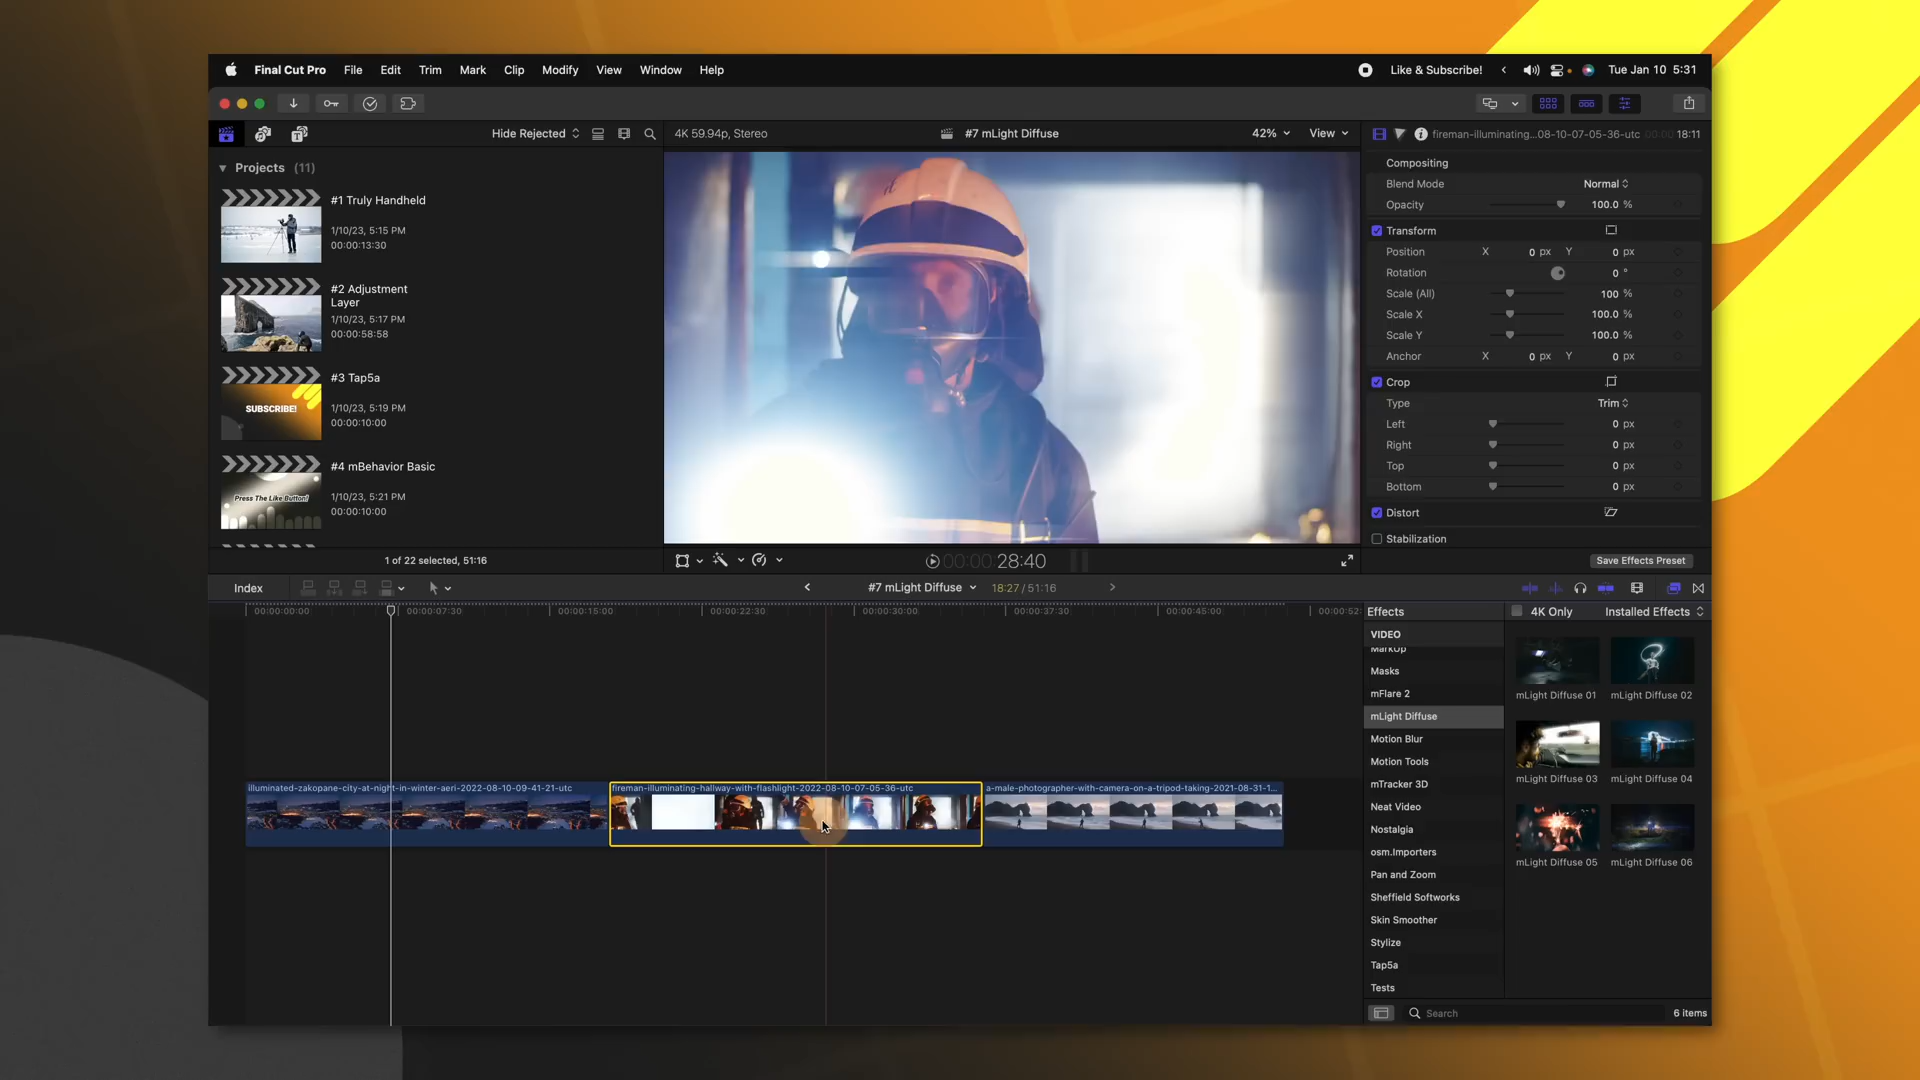 Final Cut Pro File Edit Trim Mark Clip Modify View Window Help Like & Subscribe! Tue Jan 10 5:31
Hide Rejected 4K 59.94p, Stereo #7 mLight Diffuse 42% View fireman-illuminating...08-10-07-05-36-utc 00:00:18:11
Projects (11)
#1 Truly Handheld
1/10/23, 5:15 PM
00:00:13:30
#2 Adjustment
Layer
1/10/23, 5:17 PM
00:00:58:58
#3 Tap5a
SUBSCRIBE!
1/10/23, 5:19 PM
00:00:10:00
#4 mBehavior Basic
Press The Like Button!
1/10/23, 5:21 PM
00:00:10:00
1 of 22 selected, 51:16
00:00:28:40
Compositing
Blend Mode Normal
Opacity 100.0 %
Transform
Position X 0 px Y 0 px
Rotation 0 °
Scale (All) 100 %
Scale X 100.0 %
Scale Y 100.0 %
Anchor X 0 px Y 0 px
Crop
Type Trim
Left 0 px
Right 0 px
Top 0 px
Bottom 0 px
Distort
Stabilization
Save Effects Preset
Index #7 mLight Diffuse 18:27 / 51:16
00:00:00:00 00:00:07:30 00:00:15:00 00:00:22:30 00:00:30:00 00:00:37:30 00:00:45:00 00:00:52:
illuminated-zakopane-city-at-night-in-winter-aeri-2022-08-10-09-41-21-utc fireman-illuminating-hallway-with-flashlight-2022-08-10-07-05-36-utc a-male-photographer-with-camera-on-a-tripod-taking-2021-08-31-1...
Effects 4K Only Installed Effects
VIDEO
MarkUp
Masks
mFlare 2
mLight Diffuse
Motion Blur
Motion Tools
mTracker 3D
Neat Video
Nostalgia
osm.Importers
Pan and Zoom
Sheffield Softworks
Skin Smoother
Stylize
Tap5a
Tests
mLight Diffuse 01 mLight Diffuse 02
mLight Diffuse 03 mLight Diffuse 04
mLight Diffuse 05 mLight Diffuse 06
Search 6 items